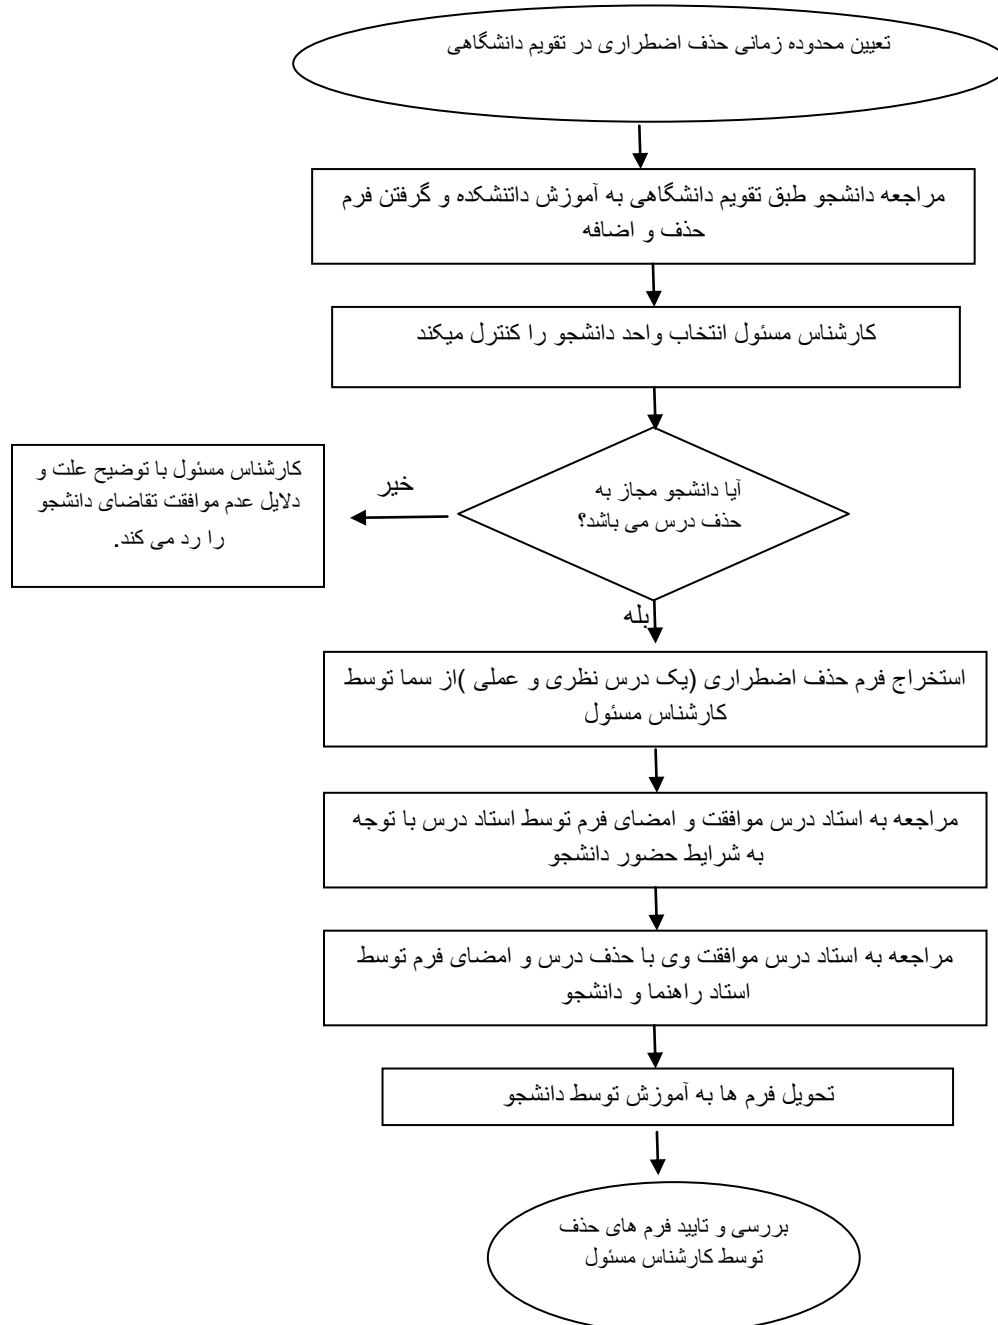 تعیین محدوده زمانی حذف اضطراری در تقویم دانشگاهی
مراجعه دانشجو طبق تقویم دانشگاهی به آموزش داتنشکده و گرفتن فرم
حذف و اضافه
کارشناس مسئول انتخاب واحد دانشجو را کنترل میکند
آیا دانشجو مجاز به
حذف درس می باشد؟
خیر
کارشناس مسئول با توضیح علت و
دلایل عدم موافقت تقاضای دانشجو
را رد می کند.
بله
استخراج فرم حذف اضطراری (یک درس نظری و عملی )از سما توسط
کارشناس مسئول
مراجعه به استاد درس موافقت و امضای فرم توسط استاد درس با توجه
به شرایط حضور دانشجو
مراجعه به استاد درس موافقت وی با حذف درس و امضای فرم توسط
استاد راهنما و دانشجو
تحویل فرم ها به آموزش توسط دانشجو
بررسی و تایید فرم های حذف
توسط کارشناس مسئول